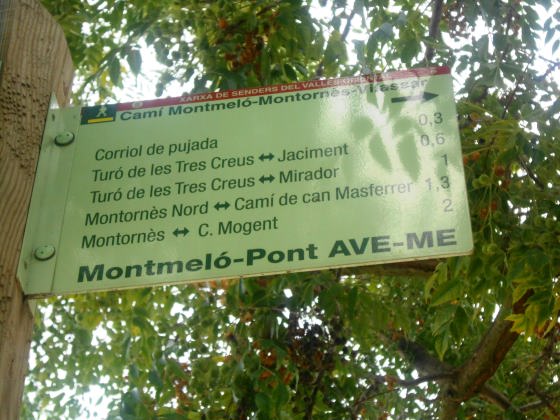 XARXA DE SENDERS DEL VALLÈS ORIENTAL
Camí Montmeló-Montornès-Vilassar
Corriol de pujada 0,3
Turó de les Tres Creus ↔ Jaciment 0,6
Turó de les Tres Creus ↔ Mirador 1
Montornès Nord ↔ Camí de can Masferrer 1,3
Montornès ↔ C. Mogent 2
Montmeló-Pont AVE-ME